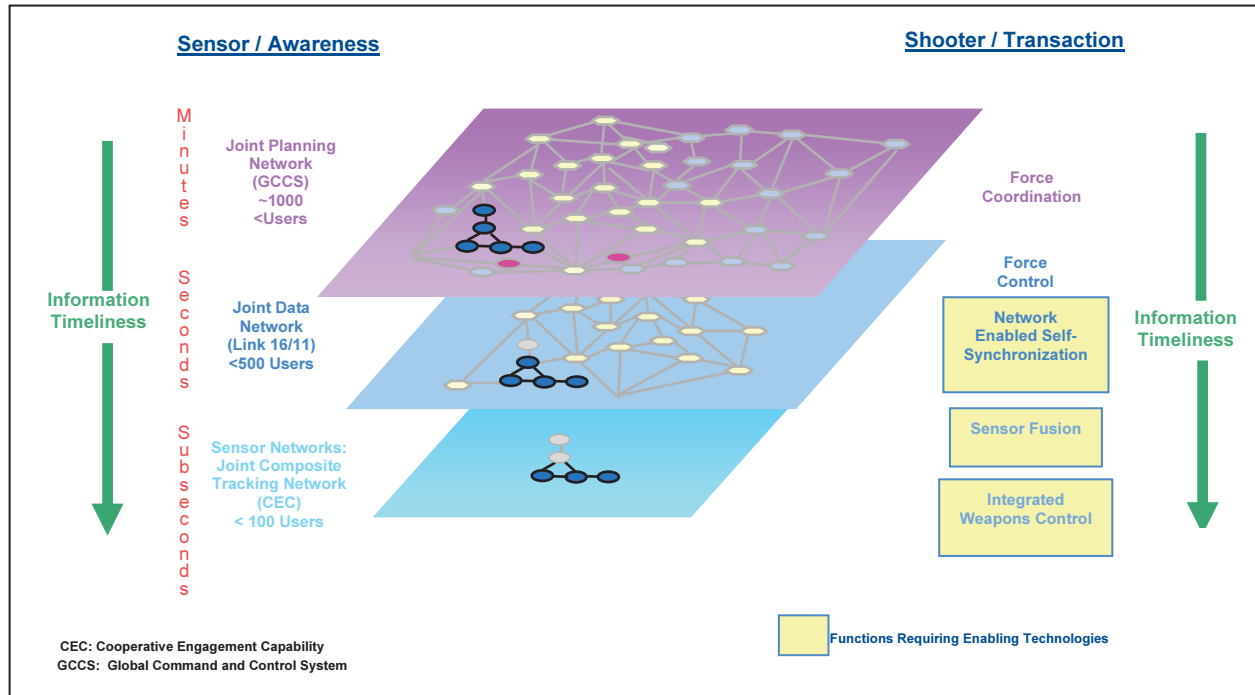 Sensor / Awareness
Shooter / Transaction
Minutes
Joint Planning
Network
(GCCS)
~1000
<Users
Force
Coordination
Information
Timeliness
Seconds
Joint Data
Network
(Link 16/11)
<500 Users
Force
Control
Network
Enabled Self-
Synchronization
Information
Timeliness
Subseconds
Sensor Networks:
Joint Composite
Tracking Network
(CEC)
< 100 Users
Sensor Fusion
Integrated
Weapons Control
CEC: Cooperative Engagement Capability
GCCS:  Global Command and Control System
Functions Requiring Enabling Technologies